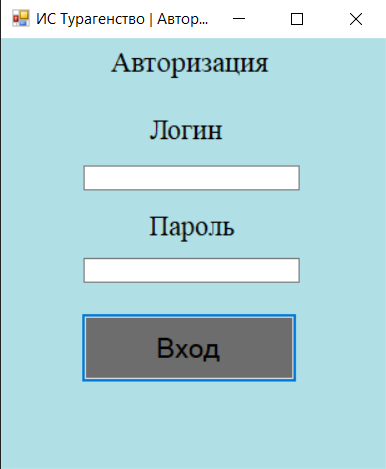 ИС Турагенство | Автор...
Авторизация
Логин
Пароль
Вход